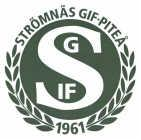 STRÖMNÄS GIF-PITEÅ
S
G
IF
1961